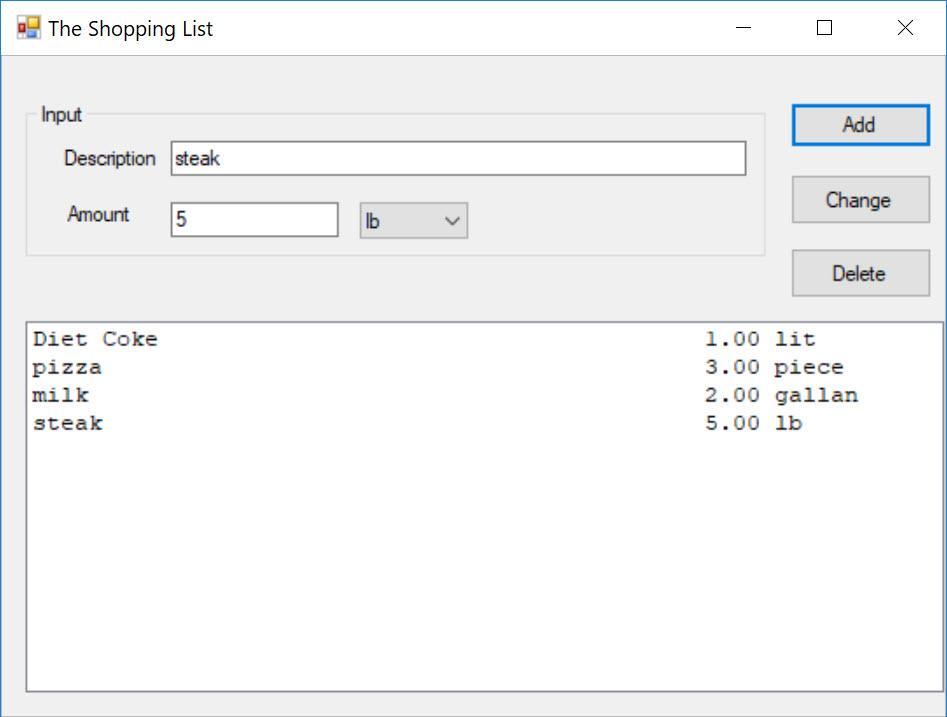 The Shopping List
Input
Description steak
Amount 5 lb
Add
Change
Delete
Diet Coke 1.00 lit
pizza 3.00 piece
milk 2.00 gallan
steak 5.00 lb